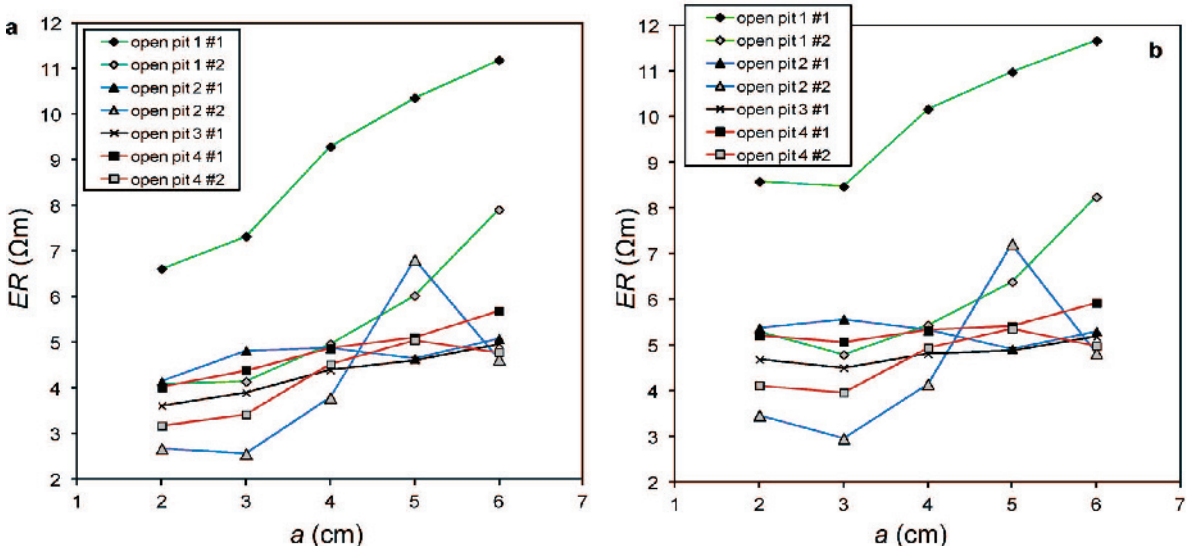 a
12
11
10
9
8
7
6
5
4
3
2
ER (Ωm)
open pit 1 #1
open pit 1 #2
open pit 2 #1
open pit 2 #2
open pit 3 #1
open pit 4 #1
open pit 4 #2
1 2 3 4 5 6 7
a (cm)
b
12
11
10
9
8
7
6
5
4
3
2
ER (Ωm)
open pit 1 #1
open pit 1 #2
open pit 2 #1
open pit 2 #2
open pit 3 #1
open pit 4 #1
open pit 4 #2
1 2 3 4 5 6 7
a (cm)